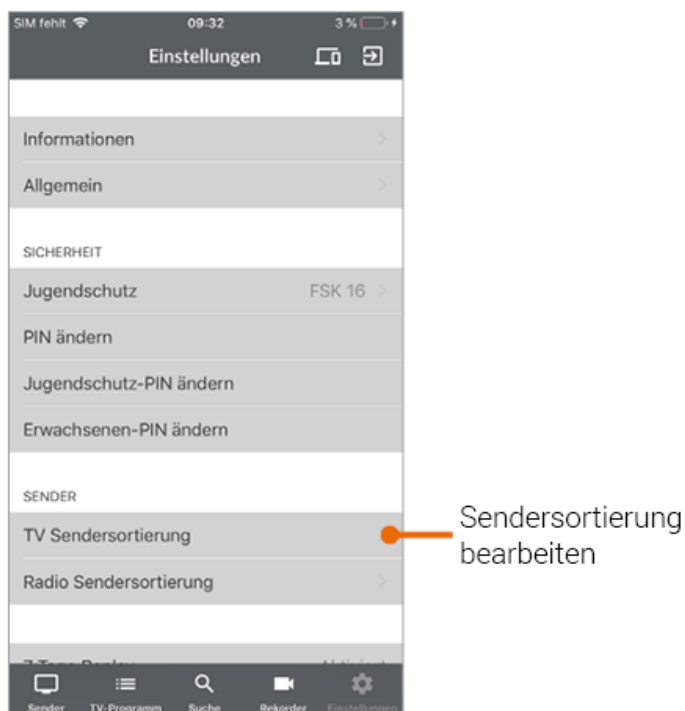 SIM fehlt 09:32 3 %
Einstellungen
Informationen
Allgemein
SICHERHEIT
Jugendschutz FSK 16
PIN ändern
Jugendschutz-PIN ändern
Erwachsenen-PIN ändern
SENDER
TV Sendersortierung
Sendersortierung
bearbeiten
Radio Sendersortierung
Sender TV-Programm Suche Rekorder Einstellungen